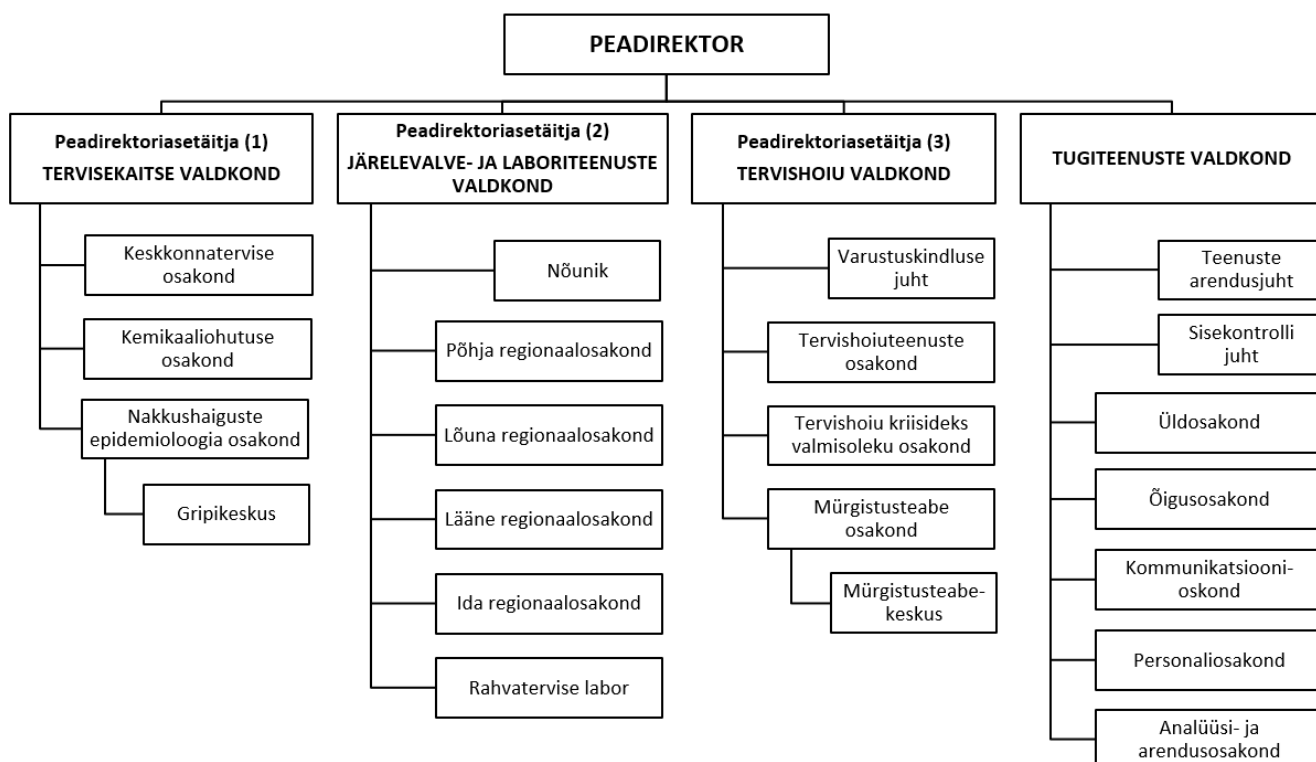 PEADIREKTOR
Peadirektoriasetäitja (1)
TERVISEKAITSE VALDKOND
Keskkonnatervise
osakond
Kemikaaliohutuse
osakond
Nakkushaiguste
epidemioloogia osakond
Gripikeskus
Peadirektoriasetäitja (2)
JÄRELEVALVE- JA LABORITEENUSTE
VALDKOND
Nõunik
Põhja regionaalosakond
Lõuna regionaalosakond
Lääne regionaalosakond
Ida regionaalosakond
Rahvatervise labor
Peadirektoriasetäitja (3)
TERVISHOIU VALDKOND
Varustuskindluse
juht
Tervishoiuteenuste
osakond
Tervishoiu kriisideks
valmisoleku osakond
Mürgistusteabe
osakond
Mürgistusteabe-
keskus
TUGITEENUSTE VALDKOND
Teenuste
arendusjuht
Sisekontrolli
juht
Üldosakond
Õigusosakond
Kommunikatsiooni-
oskond
Personaliosakond
Analüüsi- ja
arendusosakond